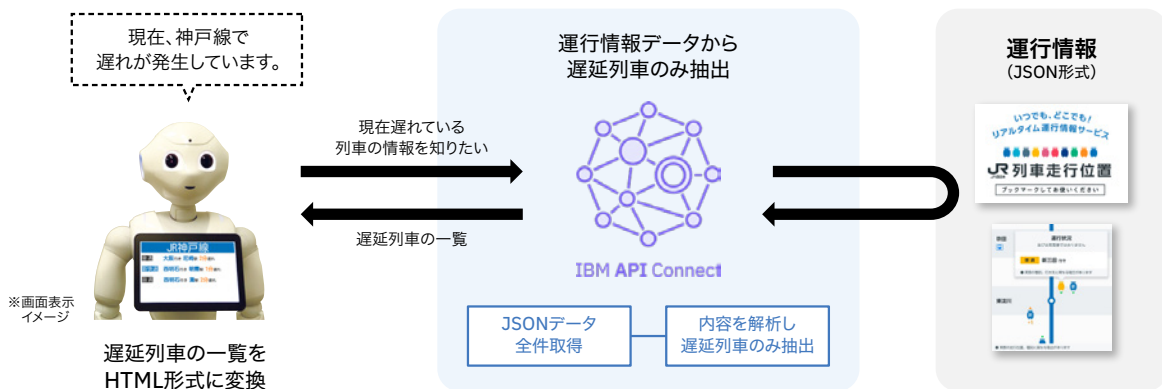 現在、神戸線で
遅れが発生しています。
JR神戸線
※画面表示
イメージ
遅延列車の一覧を
HTML形式に変換
現在遅れている
列車の情報を知りたい
遅延列車の一覧
運行情報データから
遅延列車のみ抽出
IBM API Connect
JSONデータ
全件取得
内容を解析し
遅延列車のみ抽出
運行情報
(JSON形式)
いつでも、どこでも!
リアルタイム運行情報サービス
JR 列車走行位置
ブックマークしてお使いください
運行状況